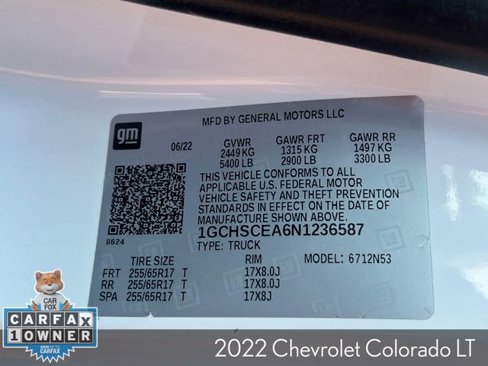 MFD BY GENERAL MOTORS LLC
gm
06/22 GVWR GAWR FRT GAWR RR
2449 KG 1315 KG 1497 KG
5400 LB 2900 LB 3300 LB
THIS VEHICLE CONFORMS TO ALL
APPLICABLE U.S. FEDERAL MOTOR
VEHICLE SAFETY AND THEFT PREVENTION
STANDARDS IN EFFECT ON THE DATE OF
MANUFACTURE SHOWN ABOVE.
1GCHSCEA6N1236587
8624
TYPE: TRUCK
TIRE SIZE RIM MODEL: 6712N53
FRT 255/65R17 T 17X8.0J
RR 255/65R17 T 17X8.0J
SPA 255/65R17 T 17X8J
CAR
FOX
CARFAX
1 OWNER
CARFAX
2022 Chevrolet Colorado LT